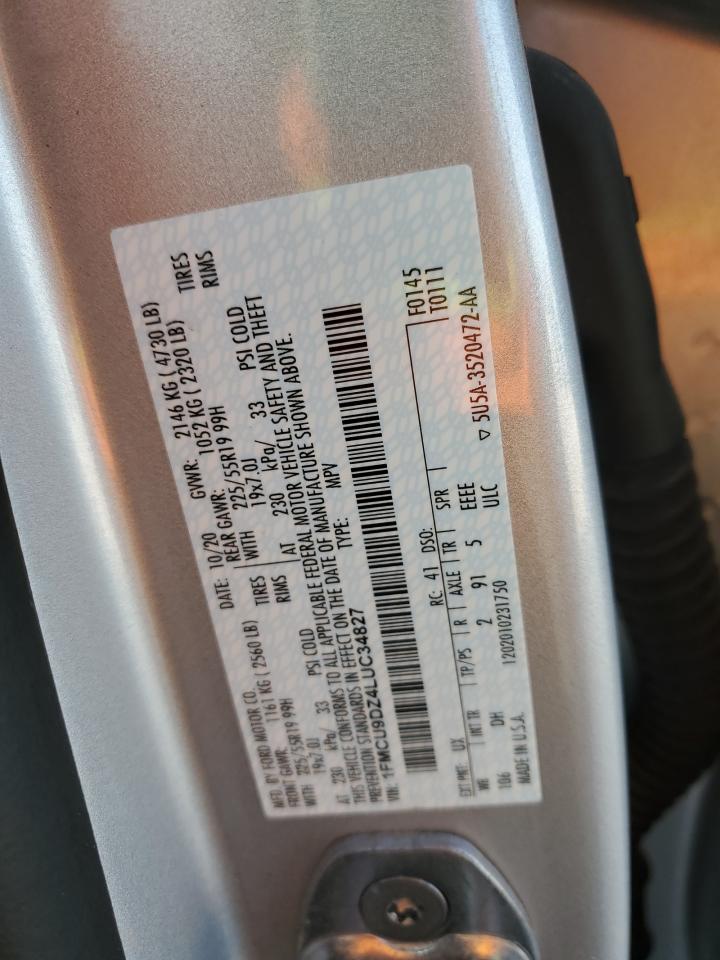 MFD. BY FORD MOTOR CO. DATE: 10/20 GVWR: 2146 KG ( 4730 LB)
FRONT GAWR: 1161 KG ( 2560 LB) REAR GAWR: 1052 KG ( 2320 LB)
WITH 225/55R19 99H TIRES WITH 225/55R19 99H TIRES
19x7.0J RIMS 19x7.0J RIMS
AT 230 kPa/ 33 PSI COLD AT 230 kPa/ 33 PSI COLD
THIS VEHICLE CONFORMS TO ALL APPLICABLE FEDERAL MOTOR VEHICLE SAFETY AND THEFT
PREVENTION STANDARDS IN EFFECT ON THE DATE OF MANUFACTURE SHOWN ABOVE.
VIN: 1FMCU9DZ4LUC34827 TYPE: MPV
F0145
EXT PNT: UX RC: 41 DSO: T0111
WB INT TR TP/PS R AXLE TR SPR
106 DH 2 91 5 EEEE
ULC
MADE IN U.S.A. 1202010231750 ▽ 5U5A-3520472-AA